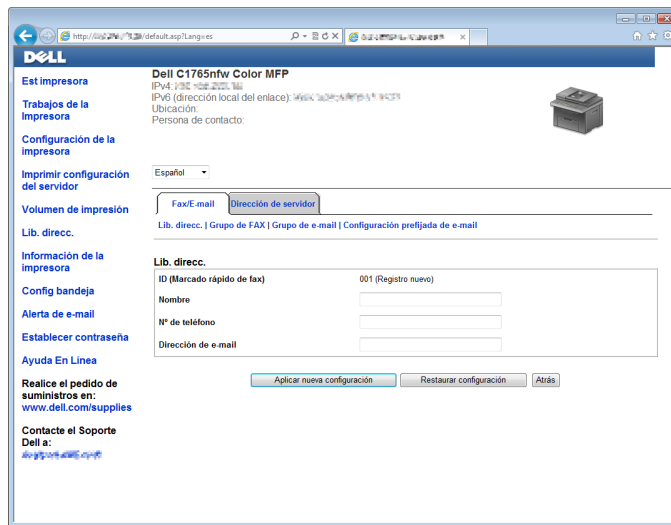 http://
/default.asp?Lang=es
DELL
Est impresora
Trabajos de la
Impresora
Configuración de la
impresora
Imprimir configuración
del servidor
Volumen de impresión
Lib. direcc.
Información de la
impresora
Config bandeja
Alerta de e-mail
Establecer contraseña
Ayuda En Linea
Realice el pedido de
suministros en:
www.dell.com/supplies
Contacte el Soporte
Dell a:
Dell C1765nfw Color MFP
IPv4:
IPv6 (dirección local del enlace):
Ubicación:
Persona de contacto:
Español
Fax/E-mail Dirección de servidor
Lib. direcc. | Grupo de FAX | Grupo de e-mail | Configuración prefijada de e-mail
Lib. direcc.
ID (Marcado rápido de fax) 001 (Registro nuevo)
Nombre
Nº de teléfono
Dirección de e-mail
Aplicar nueva configuración Restaurar configuración Atrás